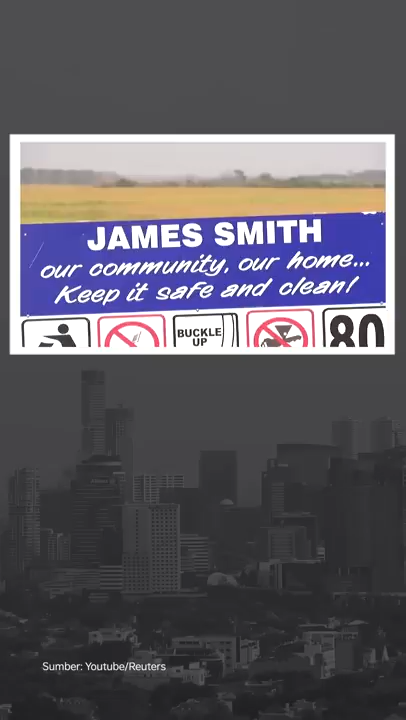 JAMES SMITH
our community, our home...
Keep it safe and clean!
BUCKLE
UP
80
Sumber: Youtube/Reuters